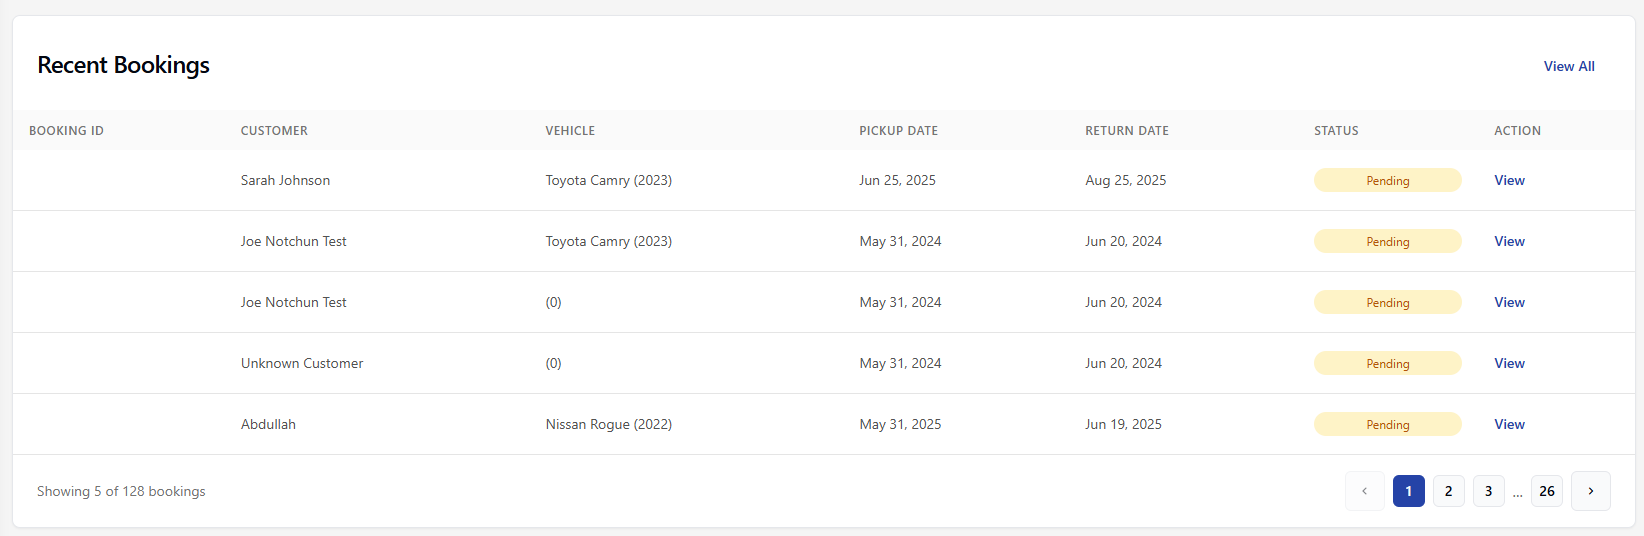 Recent Bookings View All
BOOKING ID CUSTOMER VEHICLE PICKUP DATE RETURN DATE STATUS ACTION
Sarah Johnson Toyota Camry (2023) Jun 25, 2025 Aug 25, 2025 Pending View
Joe Notchun Test Toyota Camry (2023) May 31, 2024 Jun 20, 2024 Pending View
Joe Notchun Test (0) May 31, 2024 Jun 20, 2024 Pending View
Unknown Customer (0) May 31, 2024 Jun 20, 2024 Pending View
Abdullah Nissan Rogue (2022) May 31, 2025 Jun 19, 2025 Pending View
Showing 5 of 128 bookings ‹ 1 2 3 ... 26 ›